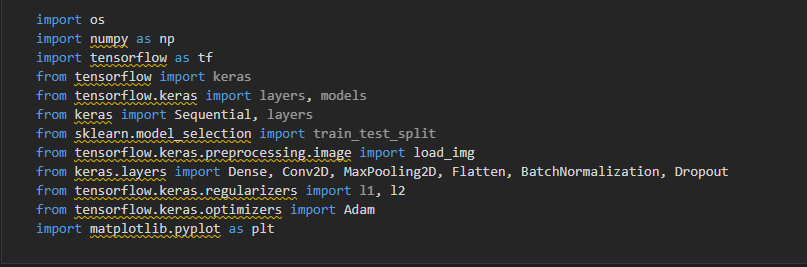 import os
import numpy as np
import tensorflow as tf
from tensorflow import keras
from tensorflow.keras import layers, models
from keras import Sequential, layers
from sklearn.model_selection import train_test_split
from tensorflow.keras.preprocessing.image import load_img
from keras.layers import Dense, Conv2D, MaxPooling2D, Flatten, BatchNormalization, Dropout
from tensorflow.keras.regularizers import l1, l2
from tensorflow.keras.optimizers import Adam
import matplotlib.pyplot as plt